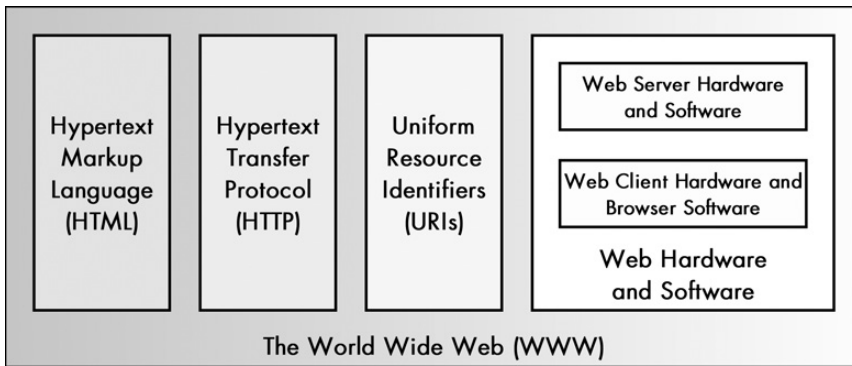 Hypertext
Markup
Language
(HTML)
Hypertext
Transfer
Protocol
(HTTP)
Uniform
Resource
Identifiers
(URIs)
Web Server Hardware
and Software
Web Client Hardware and
Browser Software
Web Hardware
and Software
The World Wide Web (WWW)